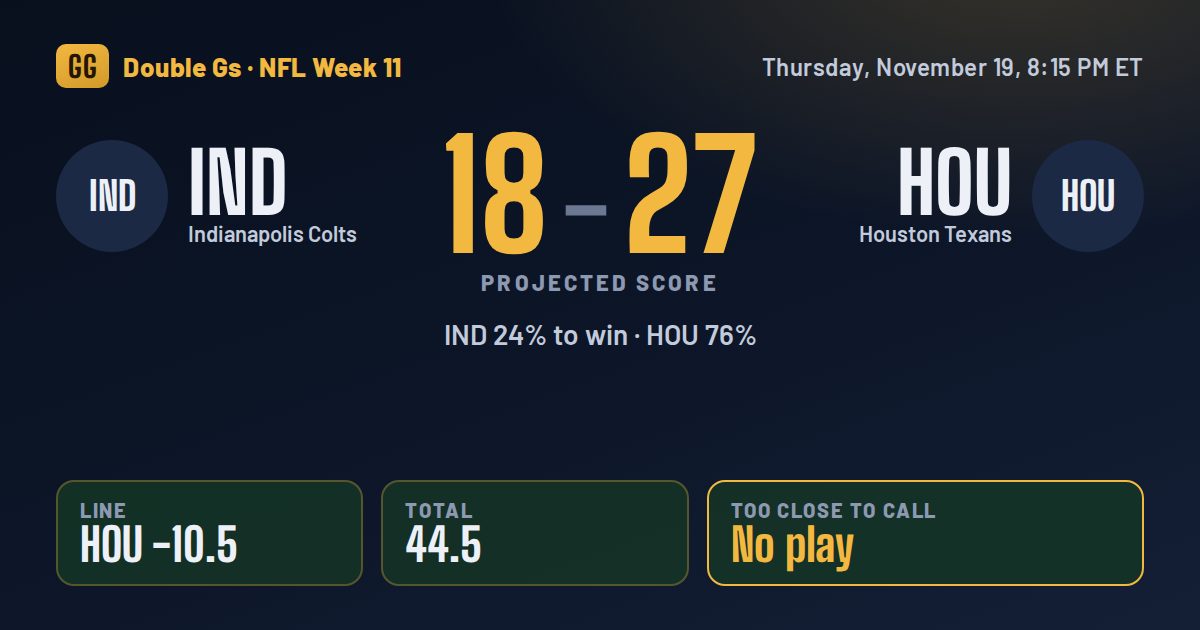 GG Double Gs · NFL Week 11
Thursday, November 19, 8:15 PM ET
IND
IND
Indianapolis Colts
18 – 27
PROJECTED SCORE
IND 24% to win · HOU 76%
HOU
Houston Texans
HOU
LINE
HOU −10.5
TOTAL
44.5
TOO CLOSE TO CALL
No play